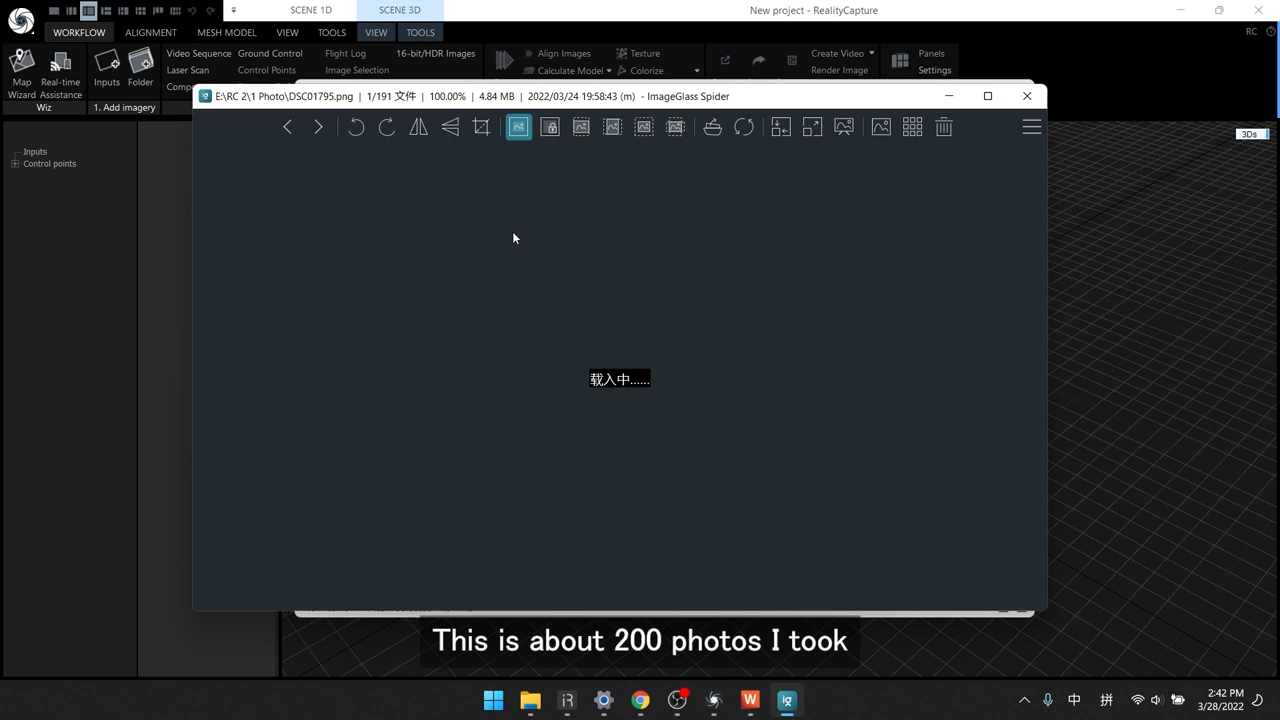 SCENE 1D
SCENE 3D
New project - RealityCapture
WORKFLOW
ALIGNMENT
MESH MODEL
VIEW
TOOLS
VIEW
TOOLS
RC
Video Sequence
Ground Control
Flight Log
16-bit/HDR Images
Align Images
Texture
Create Video
Panels
Laser Scan
Control Points
Image Selection
Calculate Model
Colorize
Render Image
Settings
Map
Wizard
Real-time
Assistance
Inputs
Folder
Wiz
1. Add imagery
E:\RC 2\1 Photo\DSC01795.png | 1/191 文件 | 100.00% | 4.84 MB | 2022/03/24 19:58:43 (m) - ImageGlass Spider
Inputs
Control points
3Ds
载入中......
This is about 200 photos I took
中
拼
2:42 PM
3/28/2022